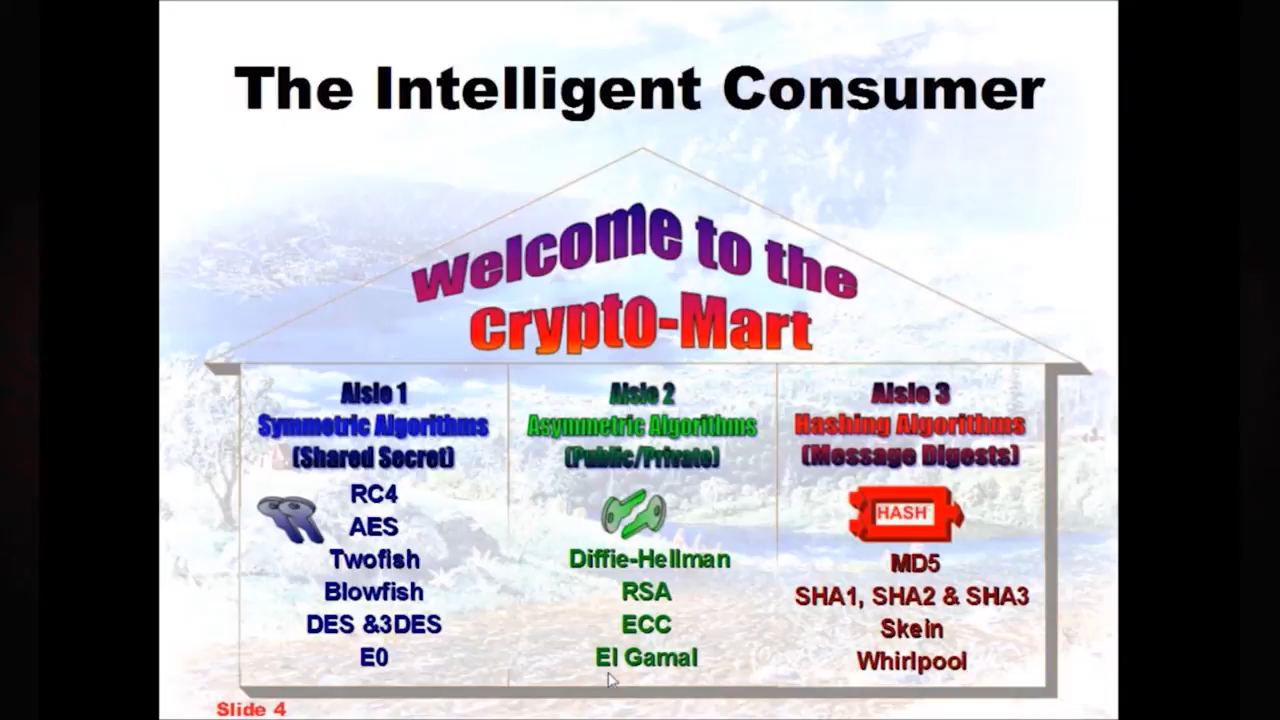 The Intelligent Consumer
Welcome to the
Crypto-Mart
Aisle 1
Symmetric Algorithms
(Shared Secret)
RC4
AES
Twofish
Blowfish
DES &3DES
E0
Aisle 2
Asymmetric Algorithms
(Public/Private)
Diffie-Hellman
RSA
ECC
El Gamal
Aisle 3
Hashing Algorithms
(Message Digests)
HASH
MD5
SHA1, SHA2 & SHA3
Skein
Whirlpool
Slide 4